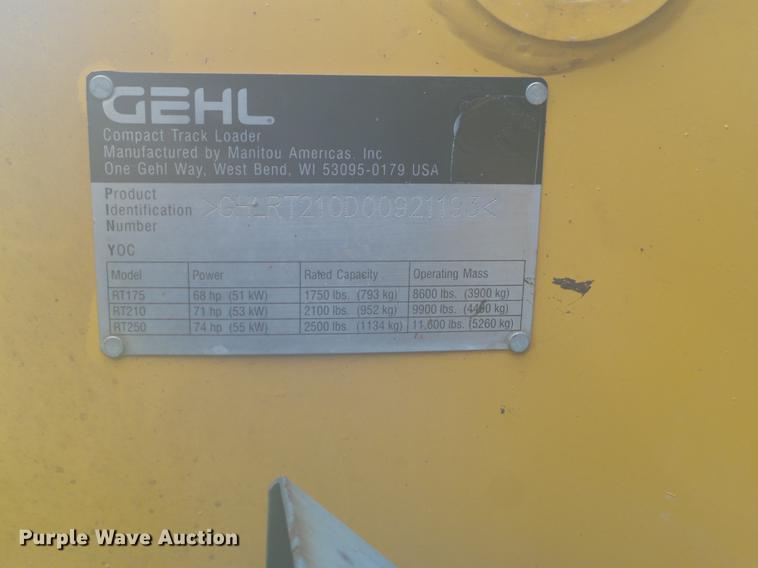 GEHL
Compact Track Loader
Manufactured by Manitou Americas, Inc
One Gehl Way, West Bend, WI 53095-0179 USA
Product
Identification >GHLRT210D00921193<
Number
YOC
Model Power Rated Capacity Operating Mass
RT175 68 hp (51 kW) 1750 lbs. (793 kg) 8600 lbs. (3900 kg)
RT210 71 hp (53 kW) 2100 lbs. (952 kg) 9900 lbs. (4490 kg)
RT250 74 hp (55 kW) 2500 lbs. (1134 kg) 11,600 lbs. (5260 kg)
Purple Wave Auction